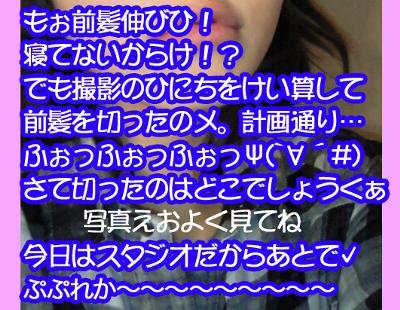 もぉ前髪伸びひ！
寝てないからけ！？
でも撮影のひにちをけい算して
前髪を切ったのメ。計画通り…
ふぉっふぉっふぉっΨ(`∀´#)
さて切ったのはどこでしょうくぁ
写真えおよく見てね
今日はスタジオだからあとで✓
ぷぷれか～～～～～～～～～